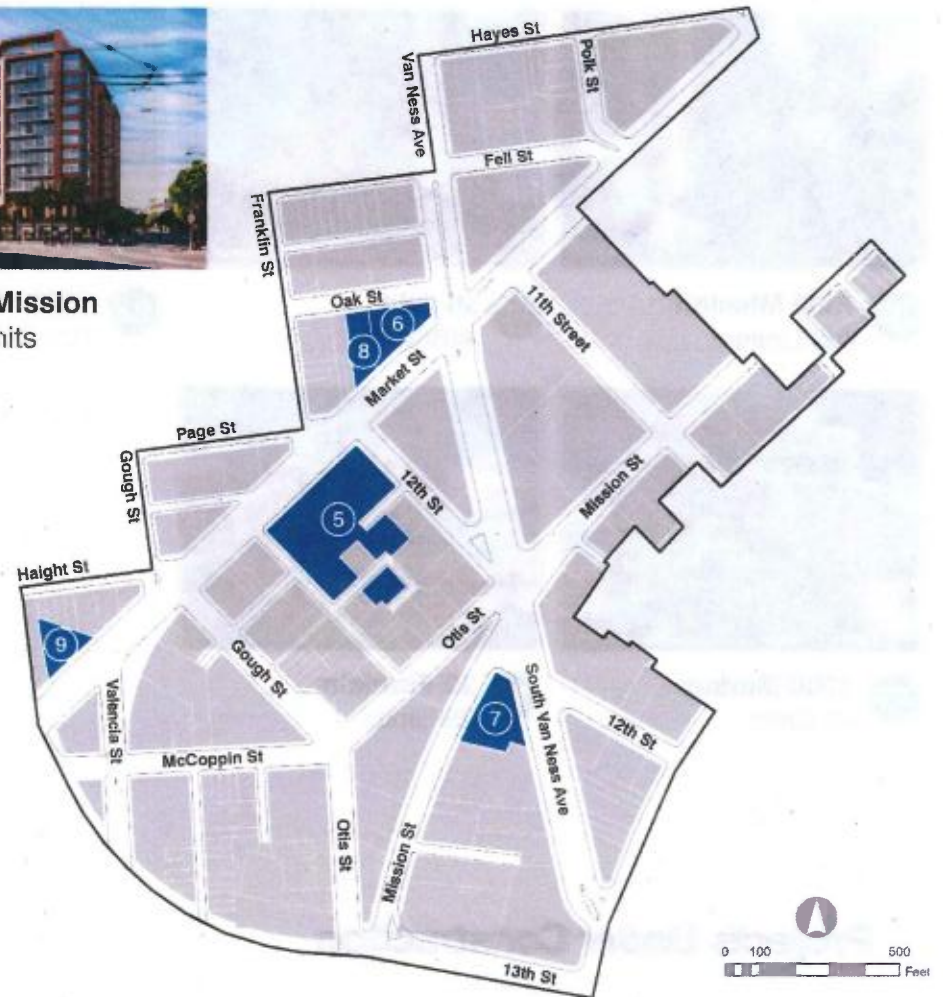 Hayes St
Polk St
Van Ness Ave
Fell St
Franklin St
Oak St
6
8
11th Street
Market St
Mission
Page St
Gough St
12th St
5
Mission St
Haight St
9
Otis St
Gough St
Valencia St
7
South Van Ness Ave
12th St
McCoppin St
Otis St
Mission St
13th St
0 100 500
Feet